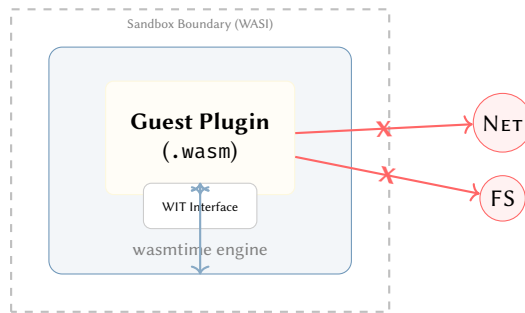 Sandbox Boundary (WASI)
Guest Plugin
(.wasm)
Net
FS
WIT Interface
wasmtime engine